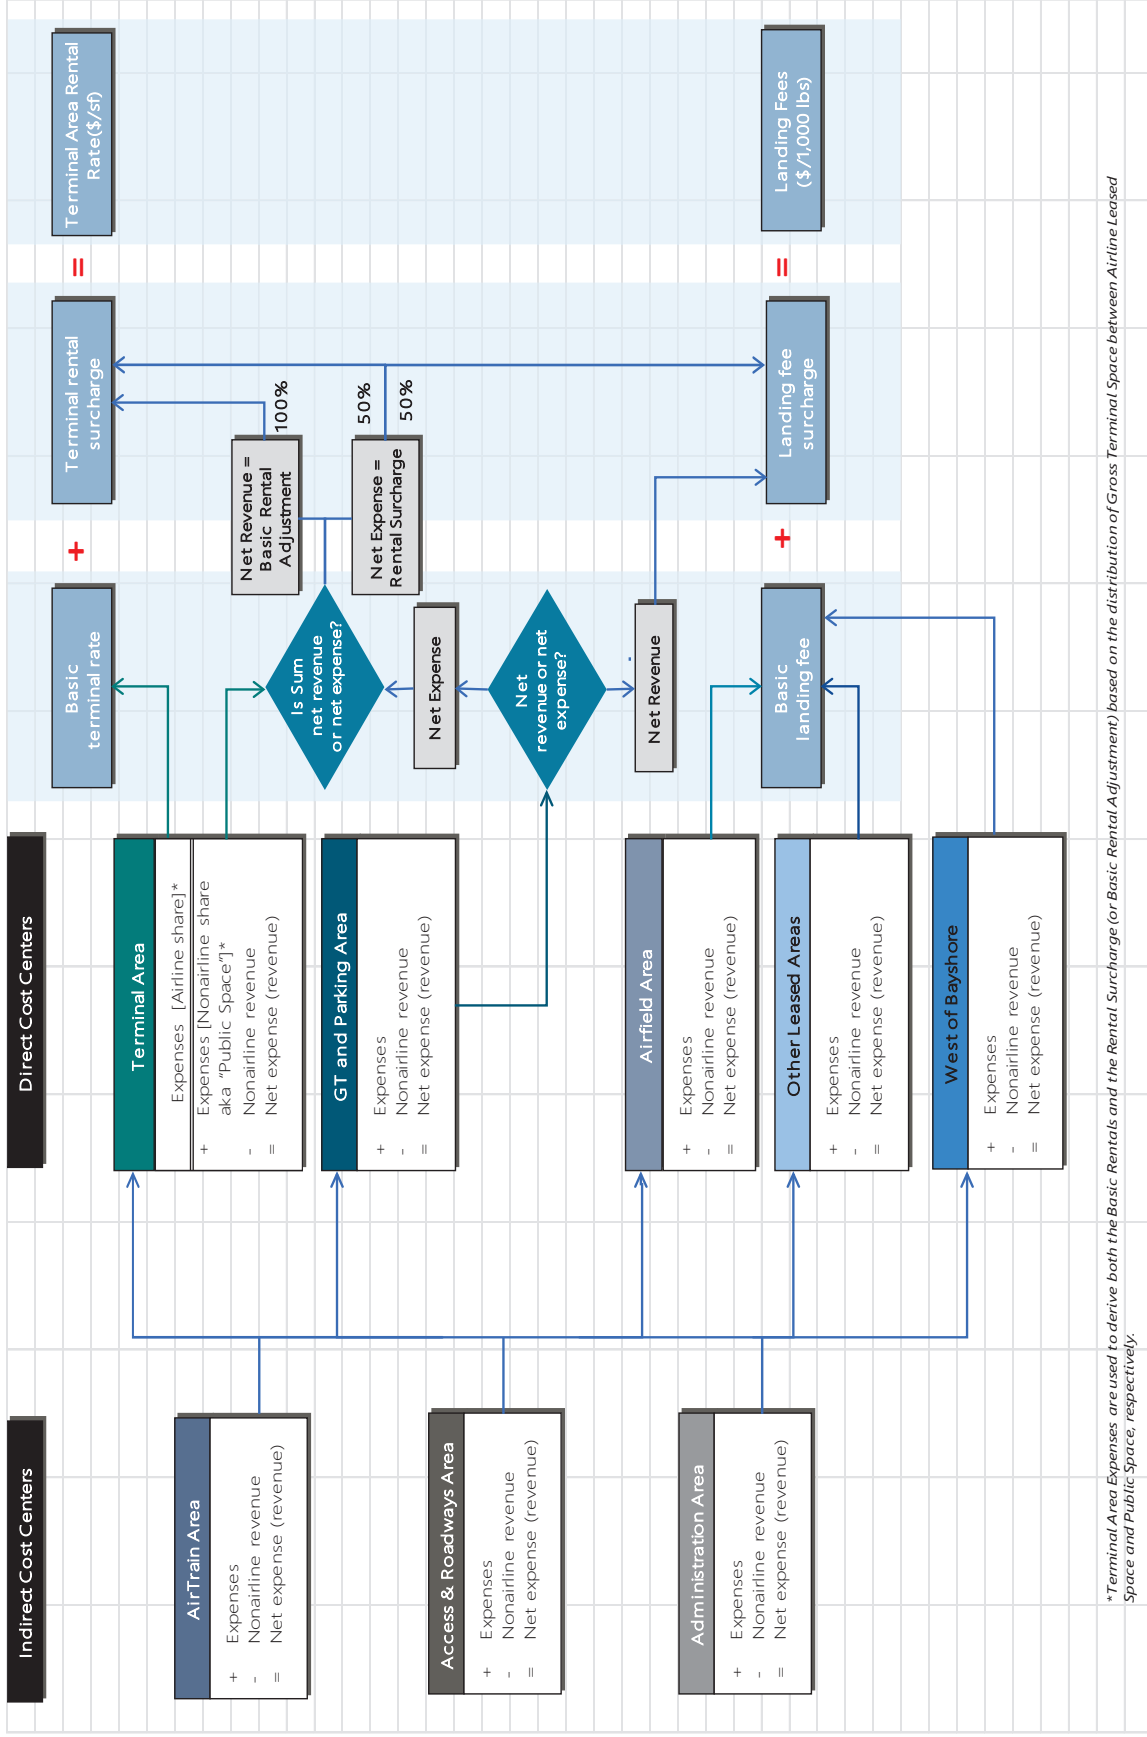 Indirect Cost Centers
AirTrain Area
+ Expenses
- Nonairline revenue
= Net expense (revenue)
Access & Roadways Area
+ Expenses
- Nonairline revenue
= Net expense (revenue)
Administration Area
+ Expenses
- Nonairline revenue
= Net expense (revenue)
Direct Cost Centers
Terminal Area
Expenses [Airline share]*
+ Expenses [Nonairline share
aka “Public Space”]*
- Nonairline revenue
= Net expense (revenue)
GT and Parking Area
+ Expenses
- Nonairline revenue
= Net expense (revenue)
Airfield Area
+ Expenses
- Nonairline revenue
= Net expense (revenue)
Other Leased Areas
+ Expenses
- Nonairline revenue
= Net expense (revenue)
West of Bayshore
+ Expenses
- Nonairline revenue
= Net expense (revenue)
Basic
terminal rate
+
Terminal rental
surcharge
=
Terminal Area Rental
Rate($/sf)
Is Sum
net revenue
or net expense?
Net Revenue =
Basic Rental
Adjustment
100%
Net Expense =
Rental Surcharge
50%
50%
Net Expense
Net
revenue or net
expense?
Net Revenue
Basic
landing fee
+
Landing fee
surcharge
=
Landing Fees
($/1,000 lbs)
*Terminal Area Expenses are used to derive both the Basic Rentals and the Rental Surcharge (or Basic Rental Adjustment) based on the distribution of Gross Terminal Space between Airline Leased
Space and Public Space, respectively.